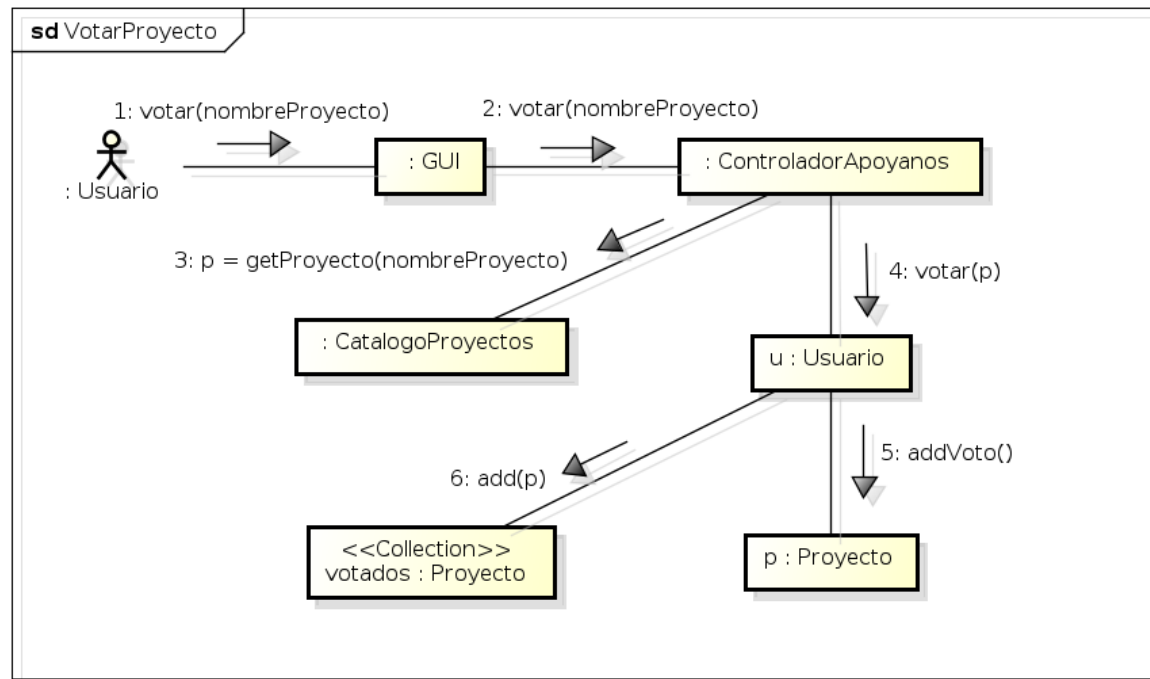 sd VotarProyecto
1: votar(nombreProyecto)
2: votar(nombreProyecto)
: Usuario
: GUI
: ControladorApoyanos
3: p = getProyecto(nombreProyecto)
4: votar(p)
: CatalogoProyectos
u : Usuario
5: addVoto()
6: add(p)
<<Collection>>
votados : Proyecto
p : Proyecto